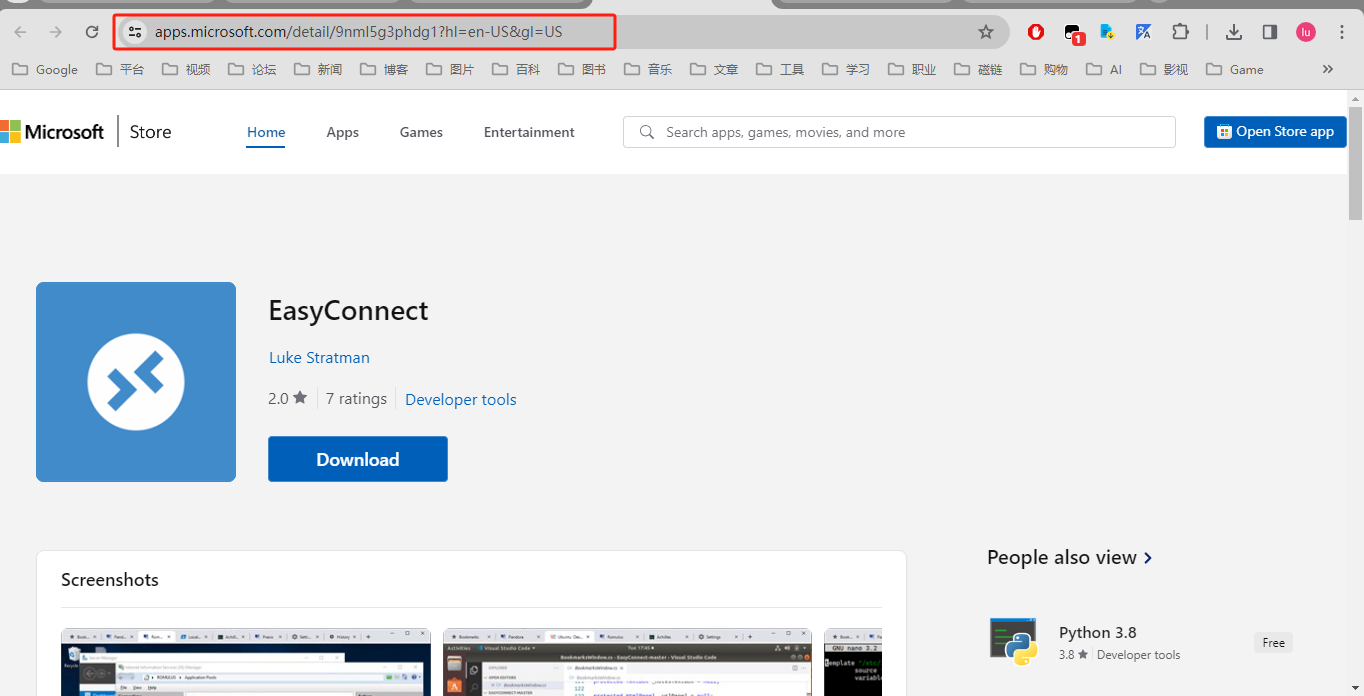 apps.microsoft.com/detail/9nml5g3phdg1?hl=en-US&gl=US
1
lu
Google 平台 视频 论坛 新闻 博客 图片 百科 图书 音乐 文章 工具 学习 职业 磁链 购物 AI 影视 Game
Microsoft Store Home Apps Games Entertainment Search apps, games, movies, and more Open Store app
EasyConnect
Luke Stratman
2.0 7 ratings Developer tools
Download
People also view
Screenshots
Python 3.8
3.8 Developer tools
Free